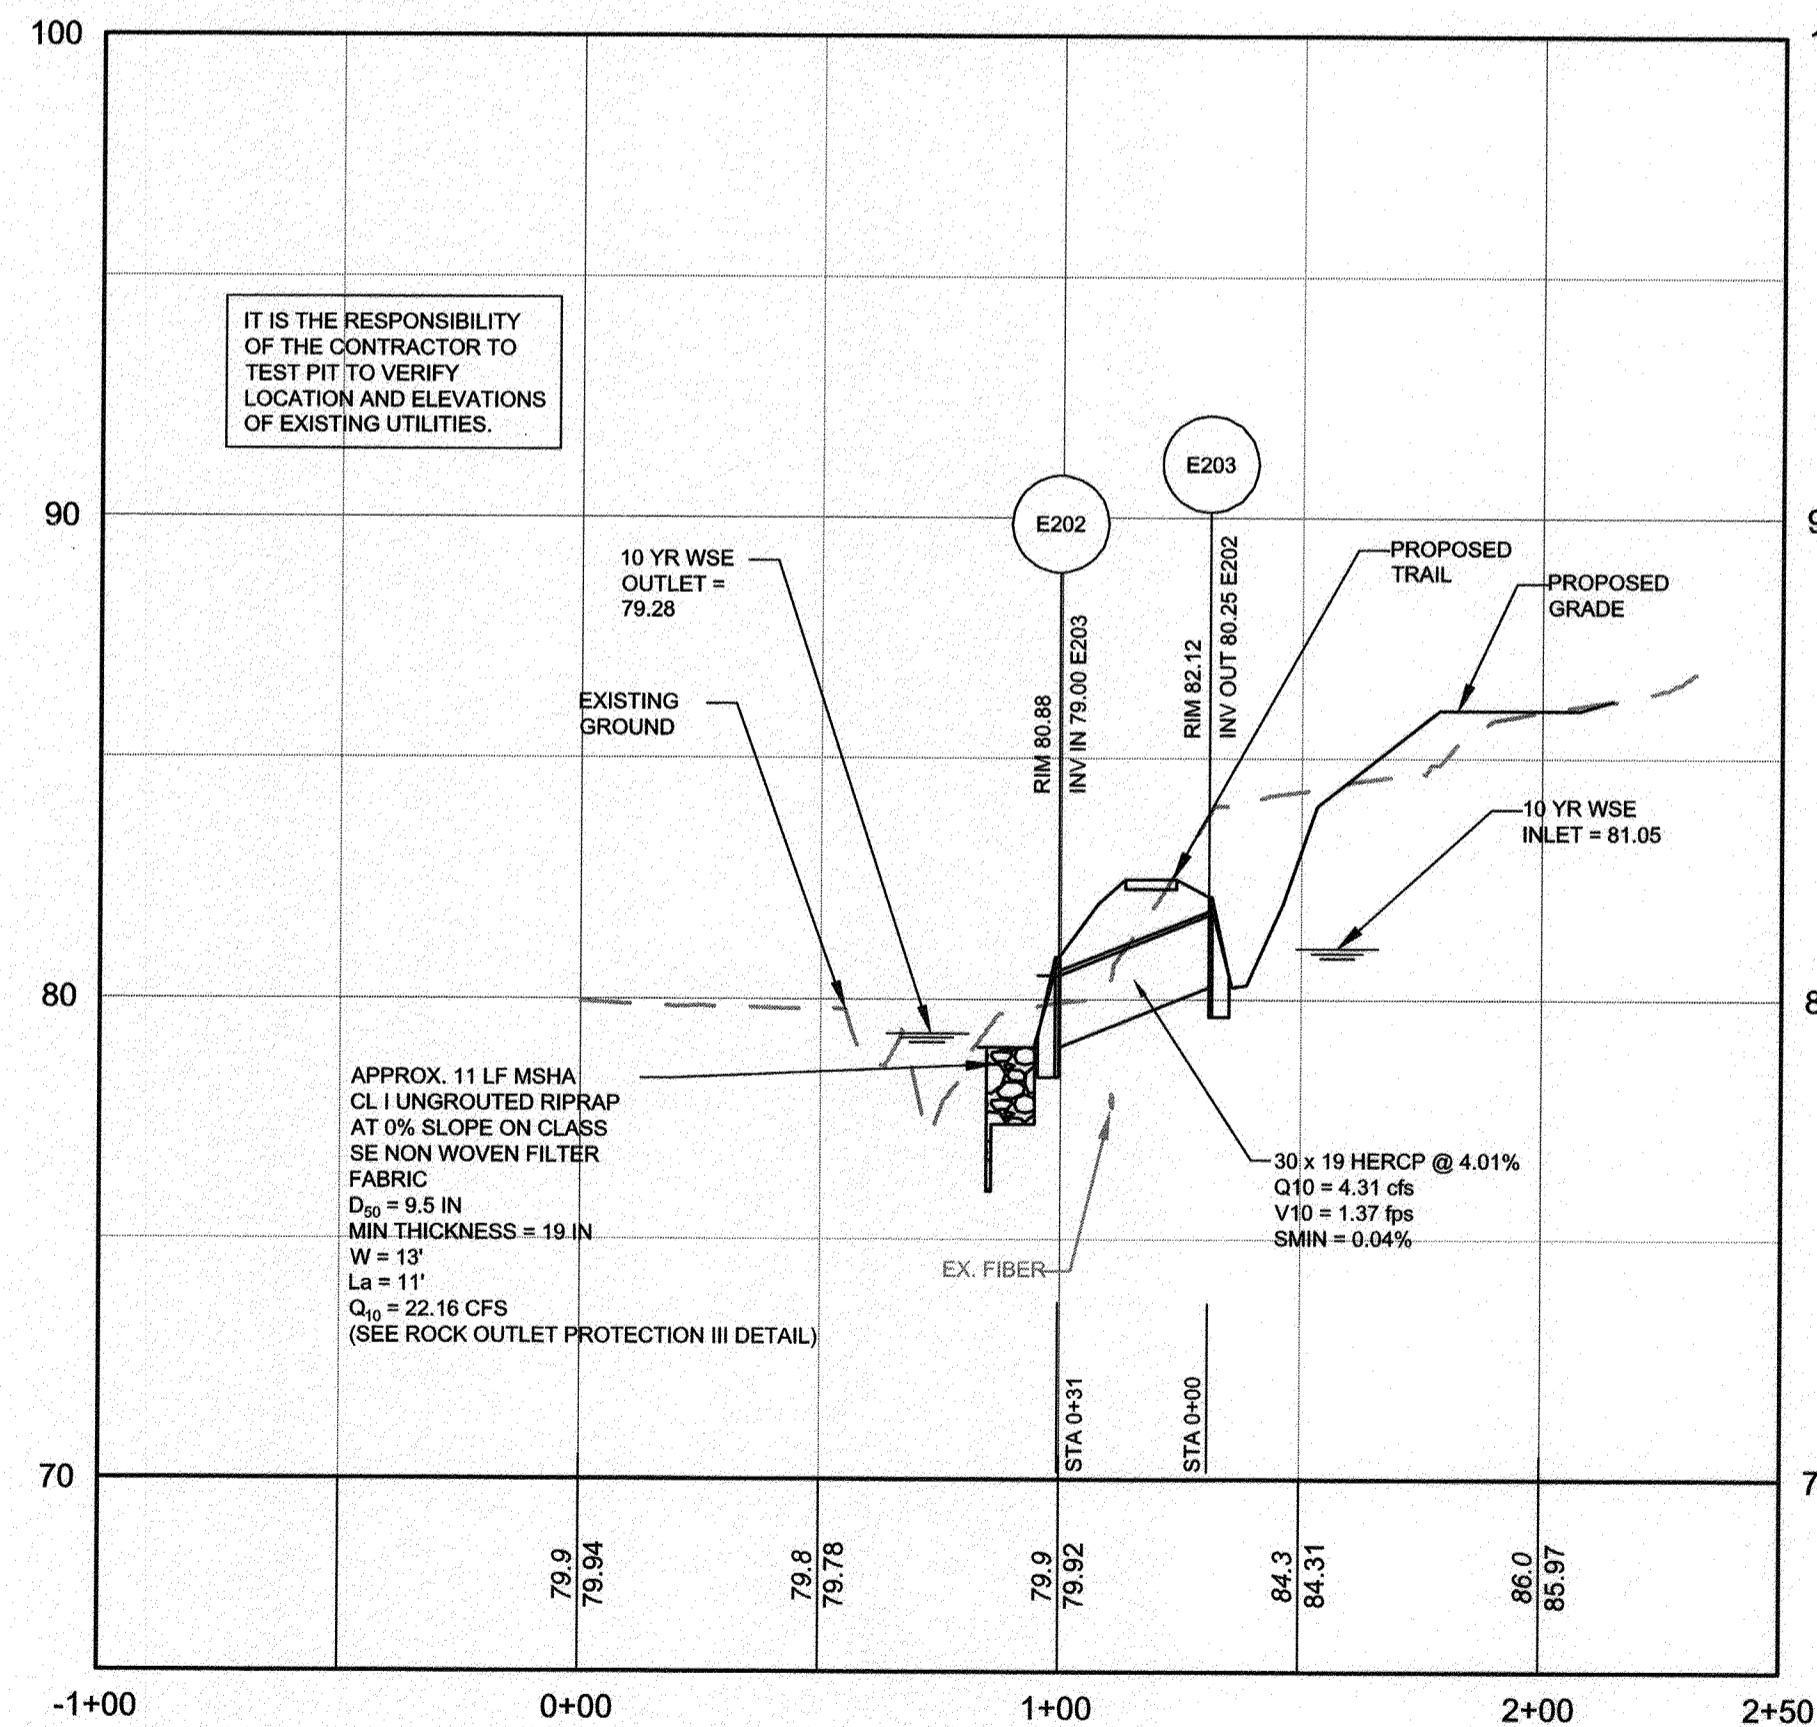 100
IT IS THE RESPONSIBILITY
OF THE CONTRACTOR TO
TEST PIT TO VERIFY
LOCATION AND ELEVATIONS
OF EXISTING UTILITIES.
E203
90
E202
10 YR WSE
OUTLET =
79.28
PROPOSED
TRAIL
PROPOSED
GRADE
RIM 80.88
INV IN 79.00 E203
RIM 82.12
INV OUT 80.25 E202
EXISTING
GROUND
10 YR WSE
INLET = 81.05
80
APPROX. 11 LF MSHA
CL I UNGROUTED RIPRAP
AT 0% SLOPE ON CLASS
SE NON WOVEN FILTER
FABRIC
D50 = 9.5 IN
MIN THICKNESS = 19 IN
W = 13'
La = 11'
Q10 = 22.16 CFS
(SEE ROCK OUTLET PROTECTION III DETAIL)
30 x 19 HERCP @ 4.01%
Q10 = 4.31 cfs
V10 = 1.37 fps
SMIN = 0.04%
EX. FIBER
STA 0+31
STA 0+00
70
79.9
79.94
79.8
79.78
79.9
79.92
84.3
84.31
86.0
85.97
-1+00
0+00
1+00
2+00
2+50